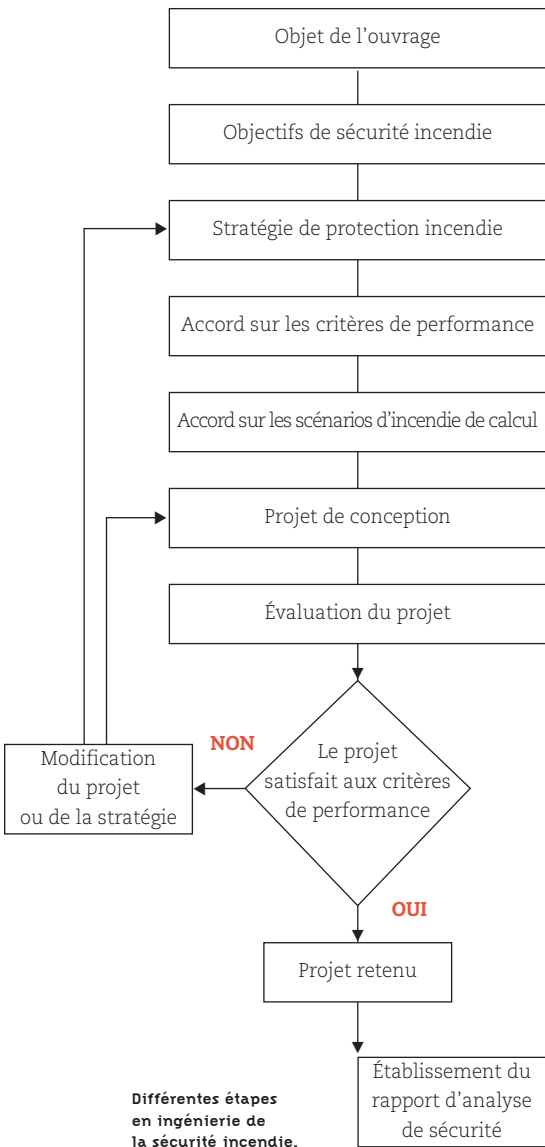 Objet de l'ouvrage
Objectifs de sécurité incendie
Stratégie de protection incendie
Accord sur les critères de performance
Accord sur les scénarios d'incendie de calcul
Projet de conception
Évaluation du projet
NON
Modification
du projet
ou de la stratégie
Le projet
satisfait aux critères
de performance
OUI
Projet retenu
Établissement du
rapport d'analyse
de sécurité
Différentes étapes
en ingénierie de
la sécurité incendie.